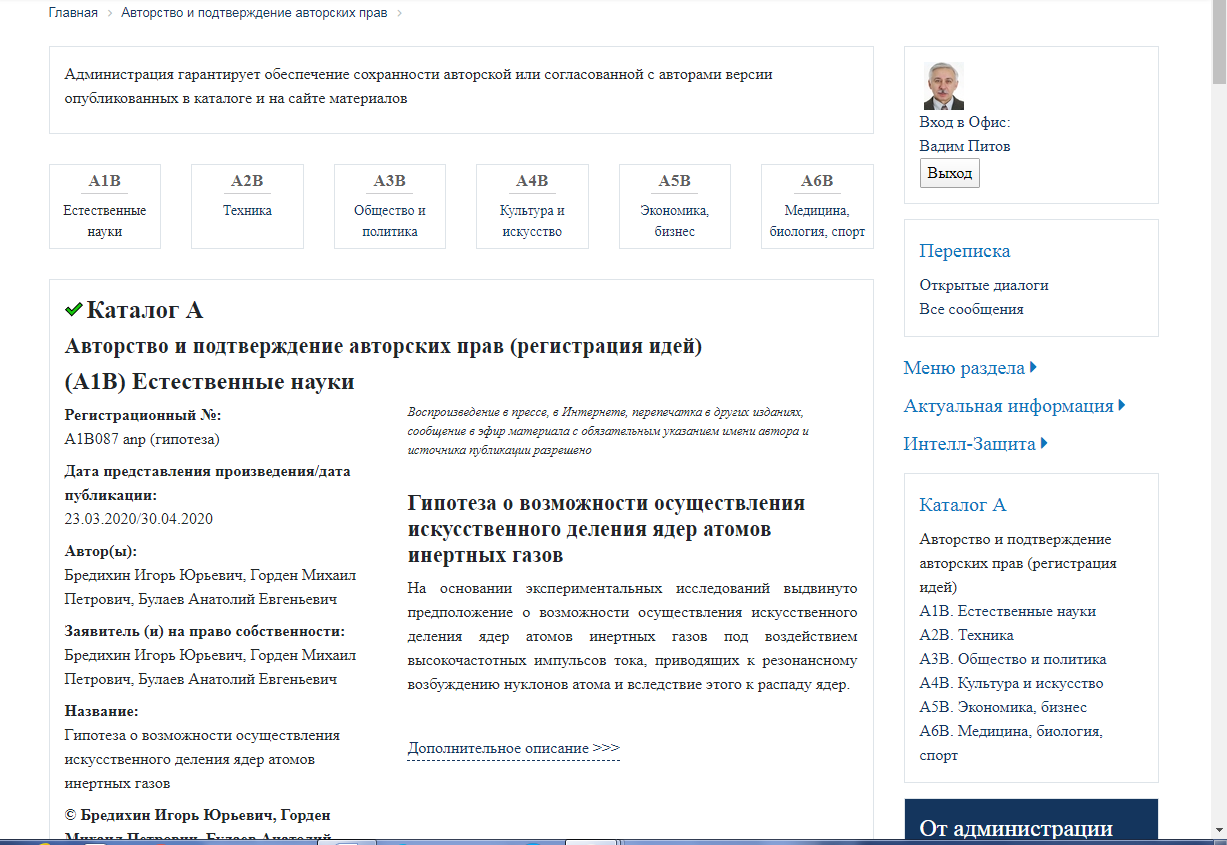 Главная > Авторство и подтверждение авторских прав >
Администрация гарантирует обеспечение сохранности авторской или согласованной с авторами версии
опубликованных в каталоге и на сайте материалов
А1В
Естественные
науки
А2В
Техника
А3В
Общество и
политика
А4В
Культура и
искусство
А5В
Экономика,
бизнес
А6В
Медицина,
биология, спорт
Каталог А
Авторство и подтверждение авторских прав (регистрация идей)
(А1В) Естественные науки
Регистрационный №:
А1В087 апр (гипотеза)
Дата представления произведения/дата
публикации:
23.03.2020/30.04.2020
Автор(ы):
Бредихин Игорь Юрьевич, Горден Михаил
Петрович, Булаев Анатолий Евгеньевич
Заявитель (и) на право собственности:
Бредихин Игорь Юрьевич, Горден Михаил
Петрович, Булаев Анатолий Евгеньевич
Название:
Гипотеза о возможности осуществления
искусственного деления ядер атомов
инертных газов
© Бредихин Игорь Юрьевич, Горден
Михаил Петрович, Булаев Анатолий
Воспроизведение в прессе, в Интернете, перепечатка в других изданиях,
сообщение в эфир материала с обязательным указанием имени автора и
источника публикации разрешено
Гипотеза о возможности осуществления
искусственного деления ядер атомов
инертных газов
На основании экспериментальных исследований выдвинуто
предположение о возможности осуществления искусственного
деления ядер атомов инертных газов под воздействием
высокочастотных импульсов тока, приводящих к резонансному
возбуждению нуклонов атома и вследствие этого к распаду ядер.
Дополнительное описание >>>
Вход в Офис:
Вадим Питов
Выход
Переписка
Открытые диалоги
Все сообщения
Меню раздела
Актуальная информация
Интелл-Защита
Каталог А
Авторство и подтверждение
авторских прав (регистрация
идей)
А1В. Естественные науки
А2В. Техника
А3В. Общество и политика
А4В. Культура и искусство
А5В. Экономика, бизнес
А6В. Медицина, биология,
спорт
От администрации